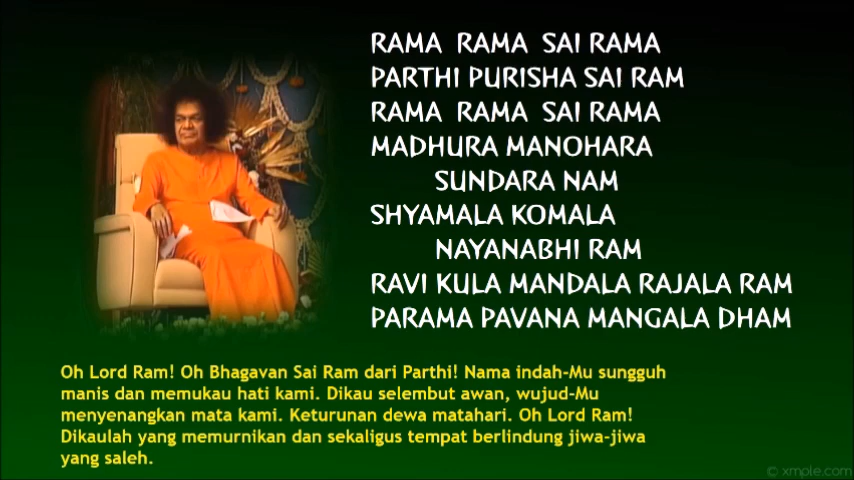 RAMA RAMA SAI RAMA
PARTHI PURISHA SAI RAM
RAMA RAMA SAI RAMA
MADHURA MANOHARA
SUNDARA NAM
SHYAMALA KOMALA
NAYANABHI RAM
RAVI KULA MANDALA RAJALA RAM
PARAMA PAVANA MANGALA DHAM
Oh Lord Ram! Oh Bhagavan Sai Ram dari Parthi! Nama indah-Mu sungguh
manis dan memukau hati kami. Dikau selembut awan, wujud-Mu
menyenangkan mata kami. Keturunan dewa matahari. Oh Lord Ram!
Dikaulah yang memurnikan dan sekaligus tempat berlindung jiwa-jiwa
yang saleh.
© xmple.com